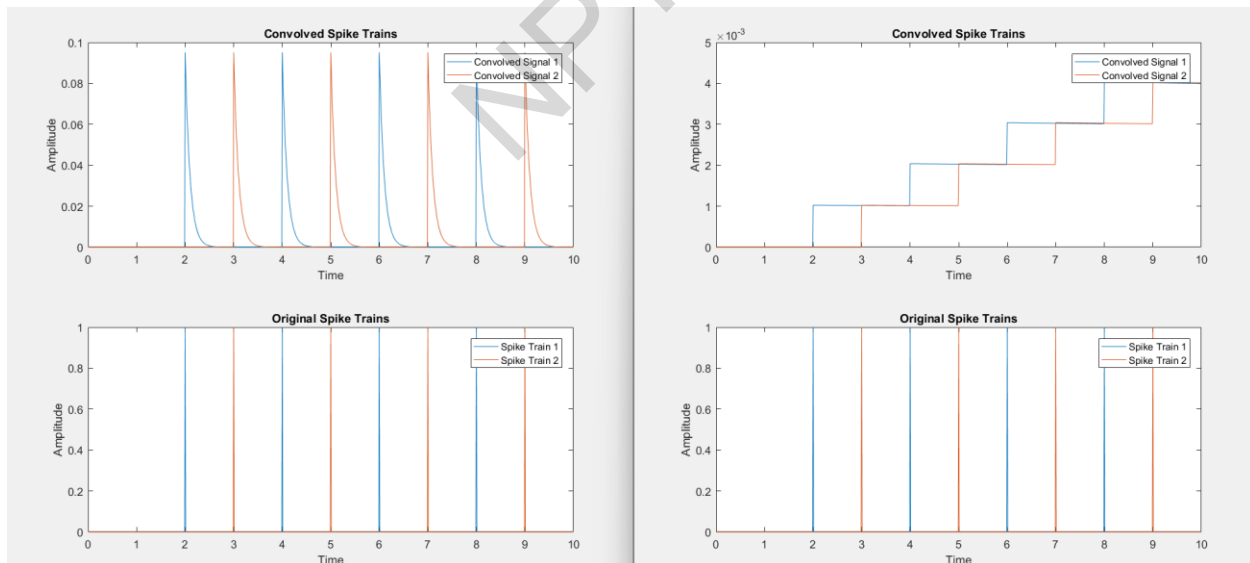 NPT
Convolved Spike Trains
Convolved Signal 1
Convolved Signal 2
0.1
0.08
0.06
0.04
0.02
0
Amplitude
0 1 2 3 4 5 6 7 8 9 10
Time
Original Spike Trains
Spike Train 1
Spike Train 2
1
0.8
0.6
0.4
0.2
0
Amplitude
0 1 2 3 4 5 6 7 8 9 10
Time
Convolved Spike Trains
×10⁻³
Convolved Signal 1
Convolved Signal 2
5
4
3
2
1
0
Amplitude
0 1 2 3 4 5 6 7 8 9 10
Time
Original Spike Trains
Spike Train 1
Spike Train 2
1
0.8
0.6
0.4
0.2
0
Amplitude
0 1 2 3 4 5 6 7 8 9 10
Time